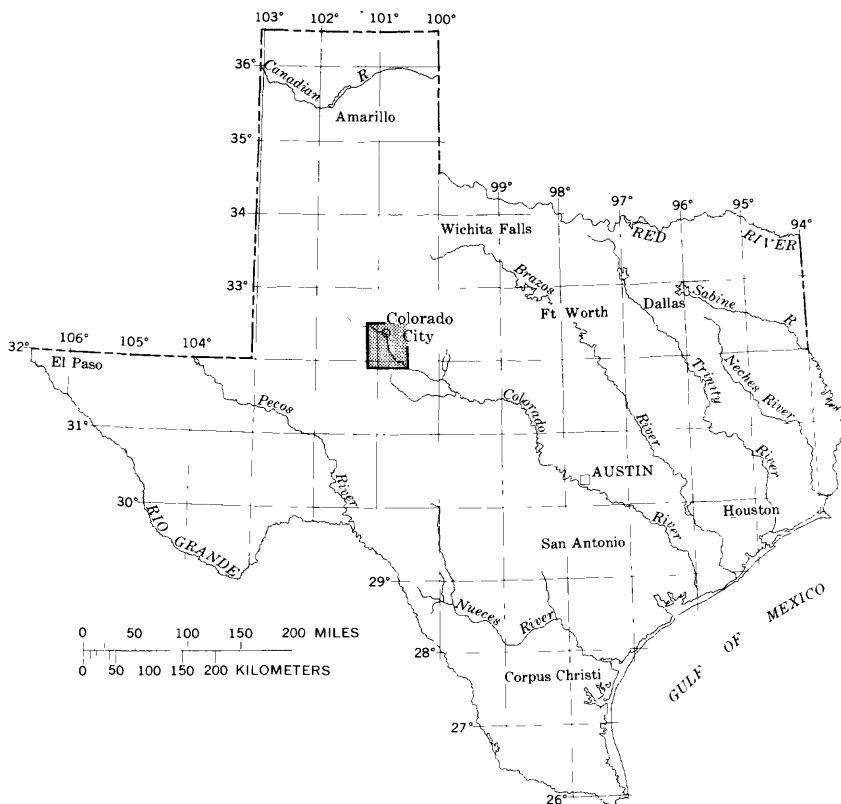 103° 102° 101° 100°
36°
Canadian R
Amarillo
35°
99° 98° 97° 96° 95° 94°
34°
Wichita Falls
RED RIVER
33°
Brazos River
Ft Worth
Dallas
Sabine R
Colorado City
32°
106° 105° 104°
El Paso
Neches River
Trinity River
Pecos River
Colorado River
31°
AUSTIN
30°
Houston
RIO GRANDE
San Antonio
29°
Nueces River
GULF OF MEXICO
0 100 150 200 MILES
0 50 100 150 200 KILOMETERS
28°
Corpus Christi
27°
26°